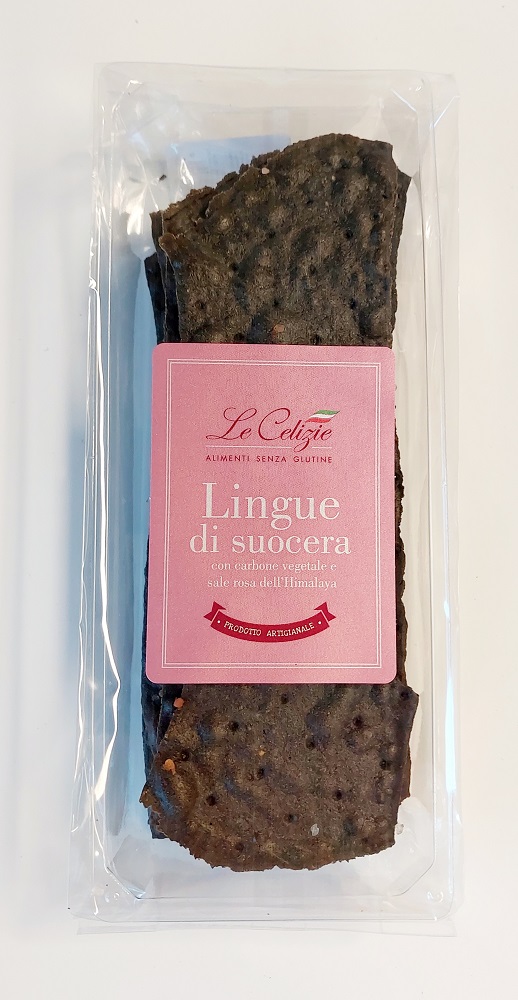 Le Celizie
ALIMENTI SENZA GLUTINE
Lingue
di suocera
con carbone vegetale e
sale rosa dell'Himalaya
PRODOTTO ARTIGIANALE